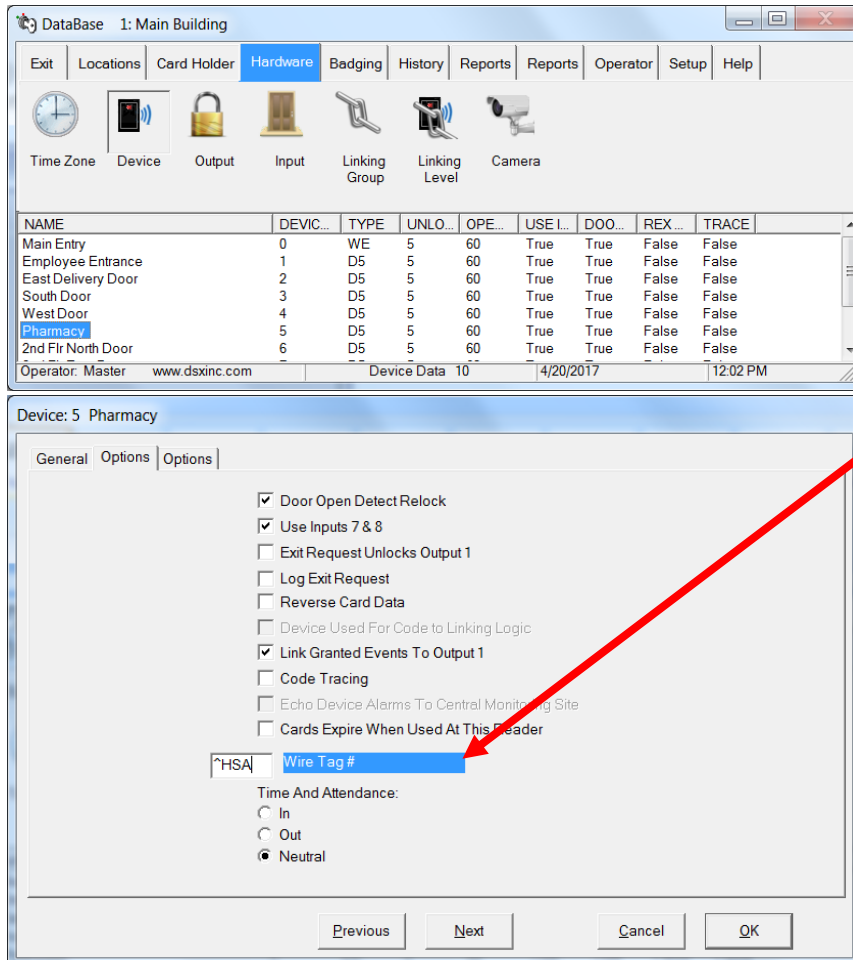 DataBase 1: Main Building
Exit Locations Card Holder Hardware Badging History Reports Reports Operator Setup Help
Time Zone Device Output Input Linking Group Linking Level Camera
NAME DEVIC... TYPE UNLO... OPE... USE I... DOO... REX ... TRACE
Main Entry 0 WE 5 60 True True False False
Employee Entrance 1 D5 5 60 True True False False
East Delivery Door 2 D5 5 60 True True False False
South Door 3 D5 5 60 True True False False
West Door 4 D5 5 60 True True False False
Pharmacy 5 D5 5 60 True True False False
2nd Flr North Door 6 D5 5 60 True True False False
Operator: Master www.dsxinc.com Device Data 10 4/20/2017 12:02 PM
Device: 5 Pharmacy
General Options Options
Door Open Detect Relock
Use Inputs 7 & 8
Exit Request Unlocks Output 1
Log Exit Request
Reverse Card Data
Device Used For Code to Linking Logic
Link Granted Events To Output 1
Code Tracing
Echo Device Alarms To Central Monitoring Site
Cards Expire When Used At This Reader
^HSA Wire Tag #
Time And Attendance:
In
Out
Neutral
Previous Next Cancel OK